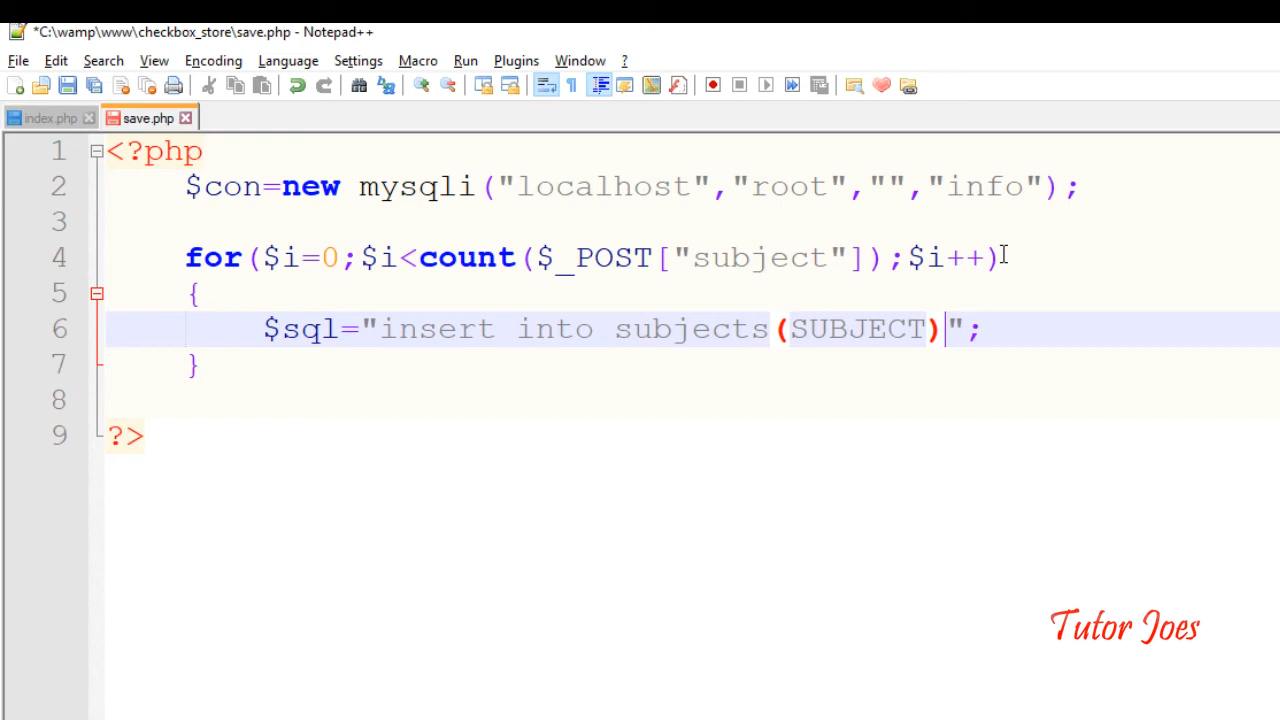 *C:\wamp\www\checkbox_store\save.php - Notepad++
File Edit Search View Encoding Language Settings Macro Run Plugins Window ?
index.php save.php
1 <?php
2 $con=new mysqli("localhost","root","","info");
3
4 for($i=0;$i<count($_POST["subject"]);$i++)
5 {
6 $sql="insert into subjects(SUBJECT)";
7 }
8
9 ?>
Tutor Joes